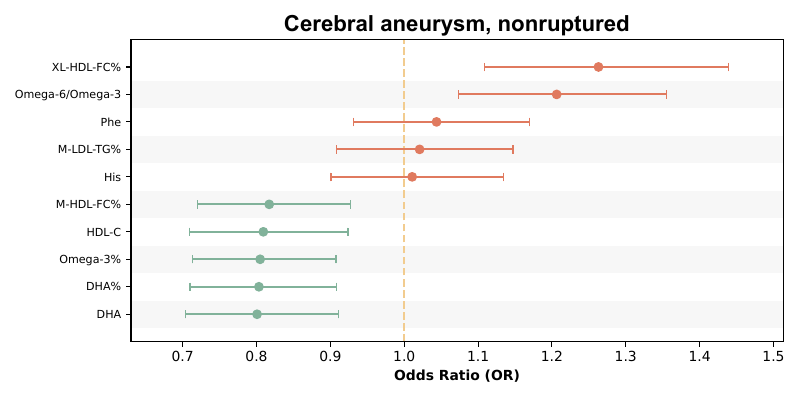 Cerebral aneurysm, nonruptured
XL-HDL-FC%
Omega-6/Omega-3
Phe
M-LDL-TG%
His
M-HDL-FC%
HDL-C
Omega-3%
DHA%
DHA
0.7 0.8 0.9 1.0 1.1 1.2 1.3 1.4 1.5
Odds Ratio (OR)